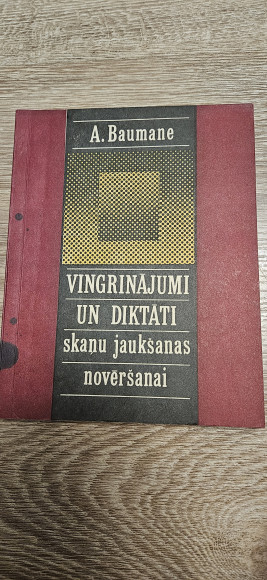 A. Baumane
VINGRINĀJUMI
UN DIKTĀTI
skaņu jaukšanas
novēršanai